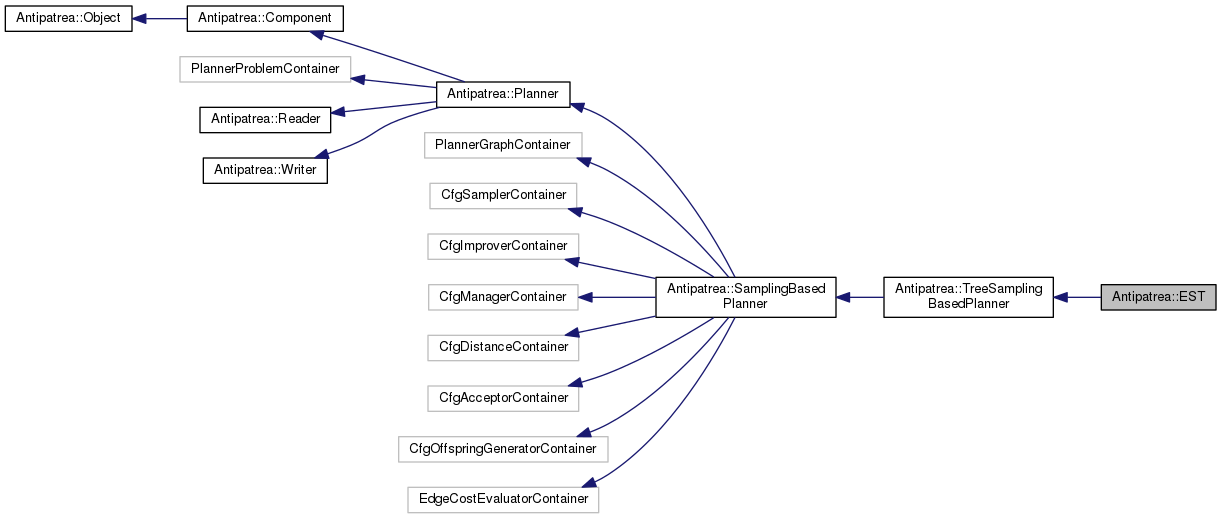 Antipatrea::Object
Antipatrea::Component
PlannerProblemContainer
Antipatrea::Planner
Antipatrea::Reader
PlannerGraphContainer
Antipatrea::Writer
CfgSamplerContainer
CfgImproverContainer
CfgManagerContainer
Antipatrea::SamplingBased
Planner
Antipatrea::TreeSampling
BasedPlanner
Antipatrea::EST
CfgDistanceContainer
CfgAcceptorContainer
CfgOffspringGeneratorContainer
EdgeCostEvaluatorContainer